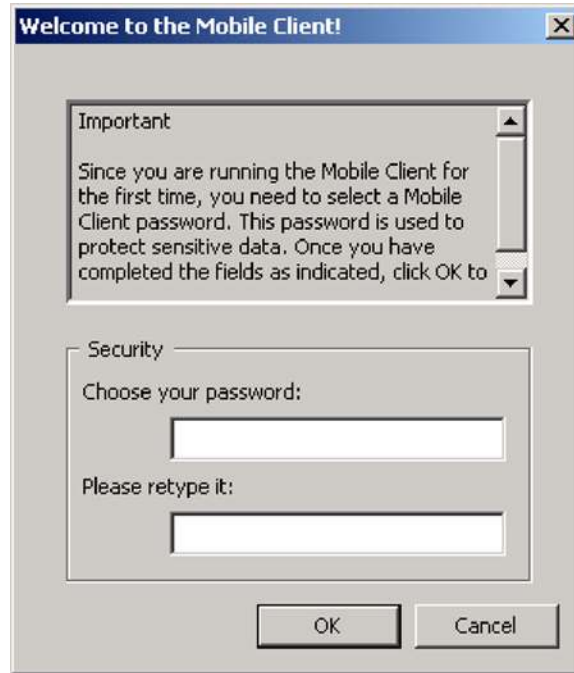 Welcome to the Mobile Client!
Important
Since you are running the Mobile Client for
the first time, you need to select a Mobile
Client password. This password is used to
protect sensitive data. Once you have
completed the fields as indicated, click OK to
Security
Choose your password:
Please retype it:
OK Cancel